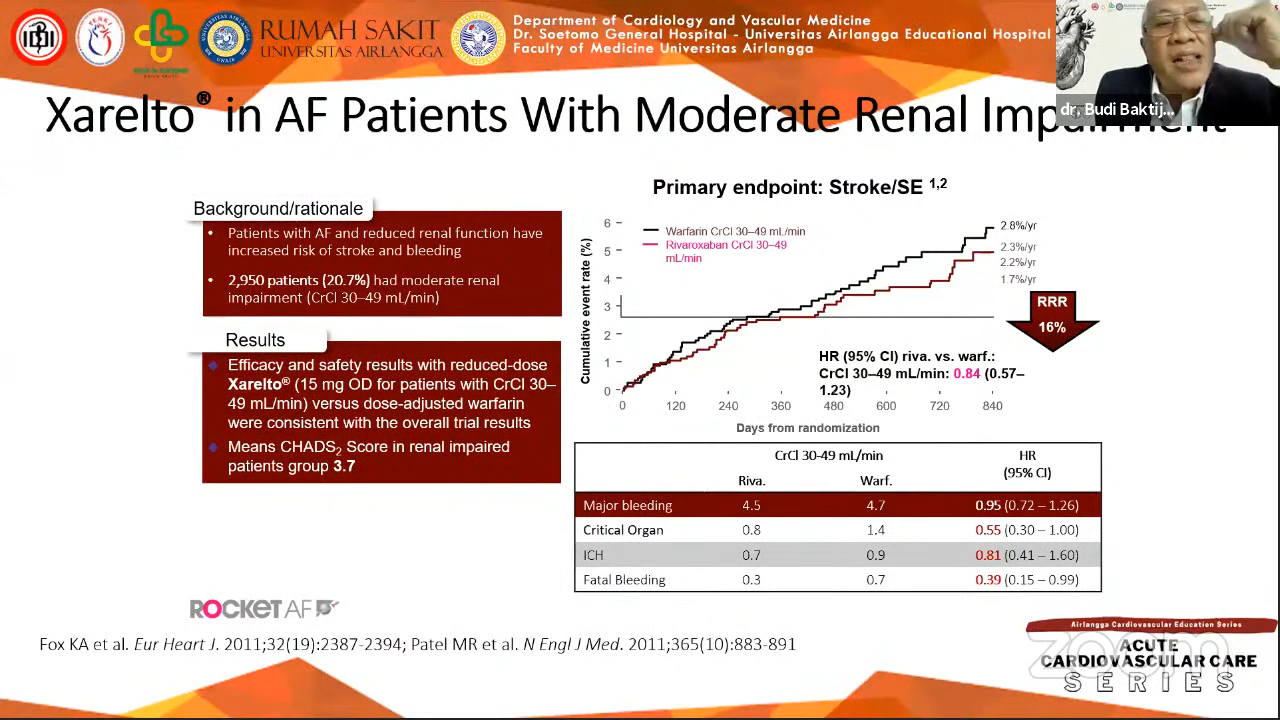 RUMAH SAKIT
UNIVERSITAS AIRLANGGA
Department of Cardiology and Vascular Medicine
Dr. Soetomo General Hospital - Universitas Airlangga Educational Hospital
Faculty of Medicine Universitas Airlangga
dr, Budi Baktij...
Xarelto® in AF Patients With Moderate Renal Impairment
Background/rationale
• Patients with AF and reduced renal function have
increased risk of stroke and bleeding
• 2,950 patients (20.7%) had moderate renal
impairment (CrCl 30–49 mL/min)
Results
Efficacy and safety results with reduced-dose
Xarelto® (15 mg OD for patients with CrCl 30–
49 mL/min) versus dose-adjusted warfarin
were consistent with the overall trial results
Means CHADS2 Score in renal impaired
patients group 3.7
Primary endpoint: Stroke/SE 1,2
Cumulative event rate (%)
6
5
4
3
2
1
0
Warfarin CrCl 30–49 mL/min
Rivaroxaban CrCl 30–49
mL/min
2.8%/yr
2.3%/yr
2.2%/yr
1.7%/yr
RRR
16%
HR (95% CI) riva. vs. warf.:
CrCl 30–49 mL/min: 0.84 (0.57–
1.23)
0 120 240 360 480 600 720 840
Days from randomization
CrCl 30-49 mL/min HR
(95% CI)
Riva. Warf.
Major bleeding 4.5 4.7 0.95 (0.72 – 1.26)
Critical Organ 0.8 1.4 0.55 (0.30 – 1.00)
ICH 0.7 0.9 0.81 (0.41 – 1.60)
Fatal Bleeding 0.3 0.7 0.39 (0.15 – 0.99)
ROCKET AF
Fox KA et al. Eur Heart J. 2011;32(19):2387-2394; Patel MR et al. N Engl J Med. 2011;365(10):883-891
Airlangga Cardiovascular Education Series
zoom
ACUTE
CARDIOVASCULAR CARE
SERIES